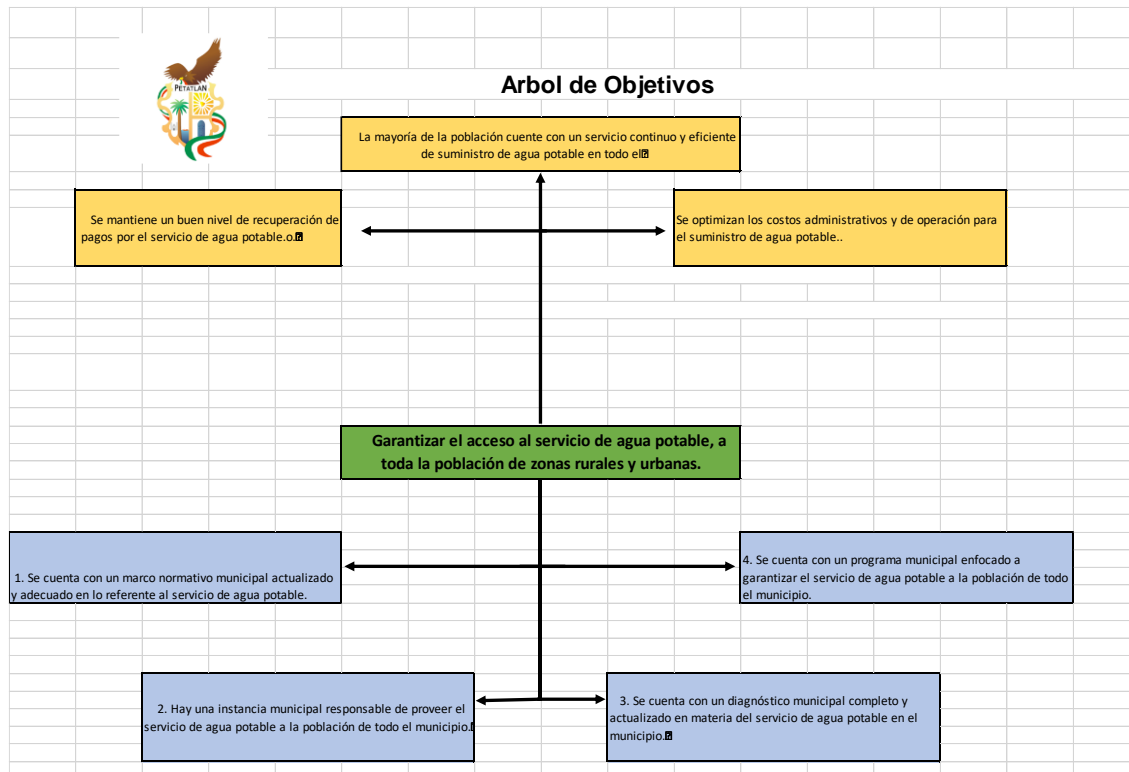 PETATLAN
Arbol de Objetivos
La mayoría de la población cuente con un servicio continuo y eficiente
de suministro de agua potable en todo el
Se mantiene un buen nivel de recuperación de
pagos por el servicio de agua potable.o.
Se optimizan los costos administrativos y de operación para
el suministro de agua potable..
Garantizar el acceso al servicio de agua potable, a
toda la población de zonas rurales y urbanas.
1. Se cuenta con un marco normativo municipal actualizado
y adecuado en lo referente al servicio de agua potable.
4. Se cuenta con un programa municipal enfocado a
garantizar el servicio de agua potable a la población de todo
el municipio.
2. Hay una instancia municipal responsable de proveer el
servicio de agua potable a la población de todo el municipio.
3. Se cuenta con un diagnóstico municipal completo y
actualizado en materia del servicio de agua potable en el
municipio.